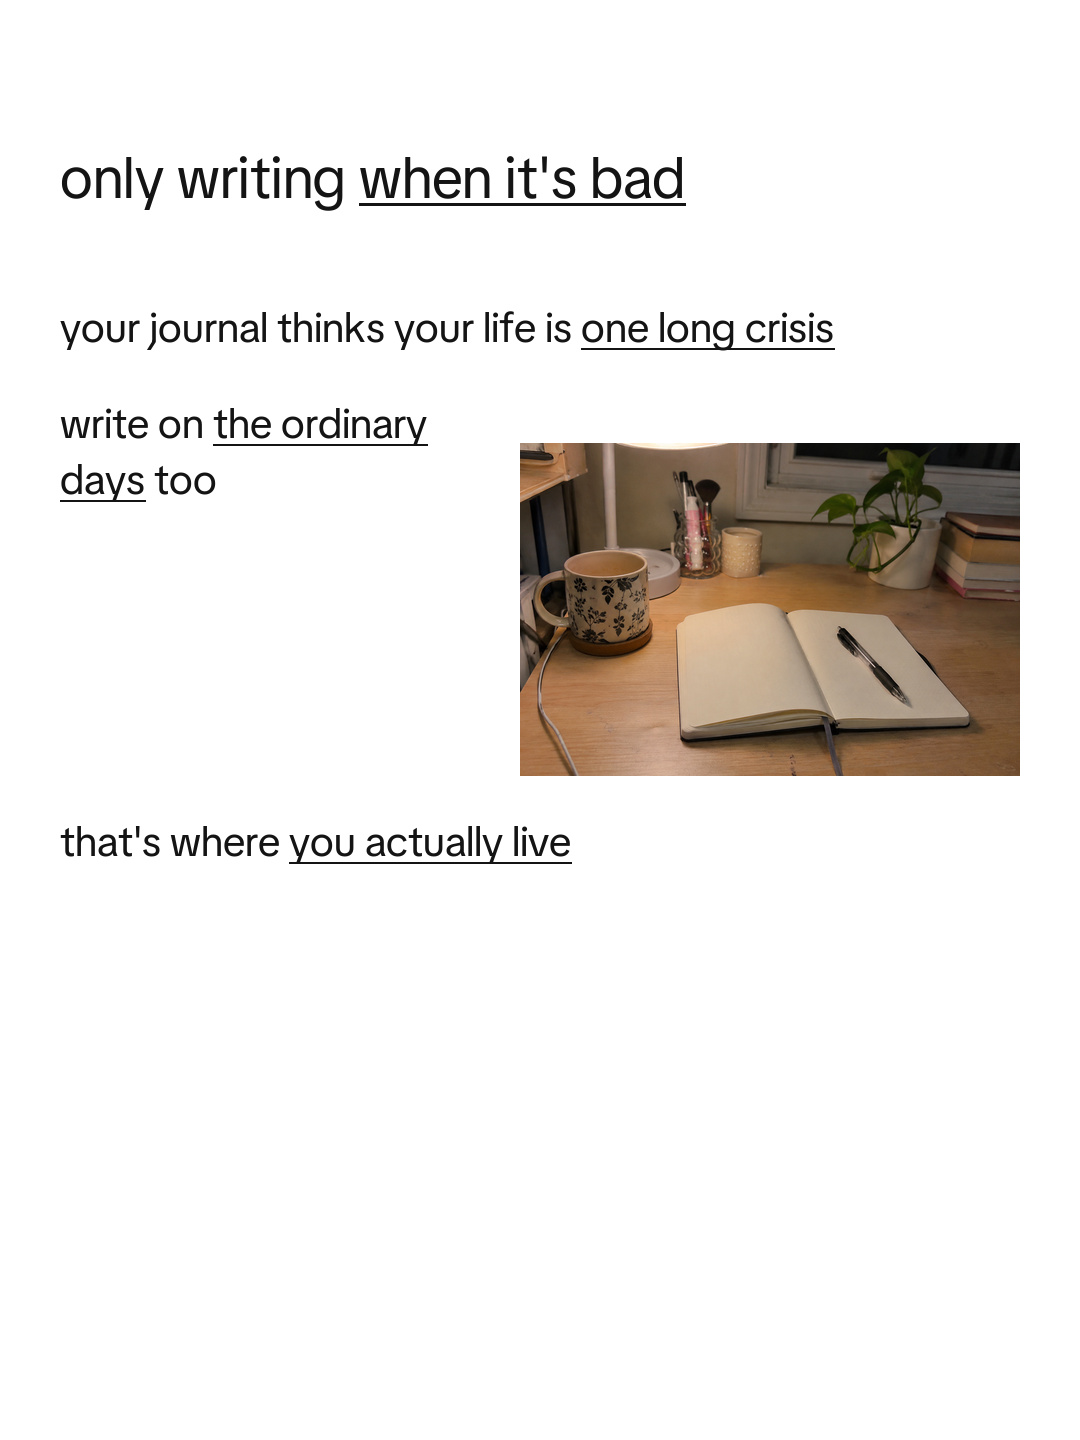 only writing when it's bad
your journal thinks your life is one long crisis
write on the ordinary
days too
that's where you actually live